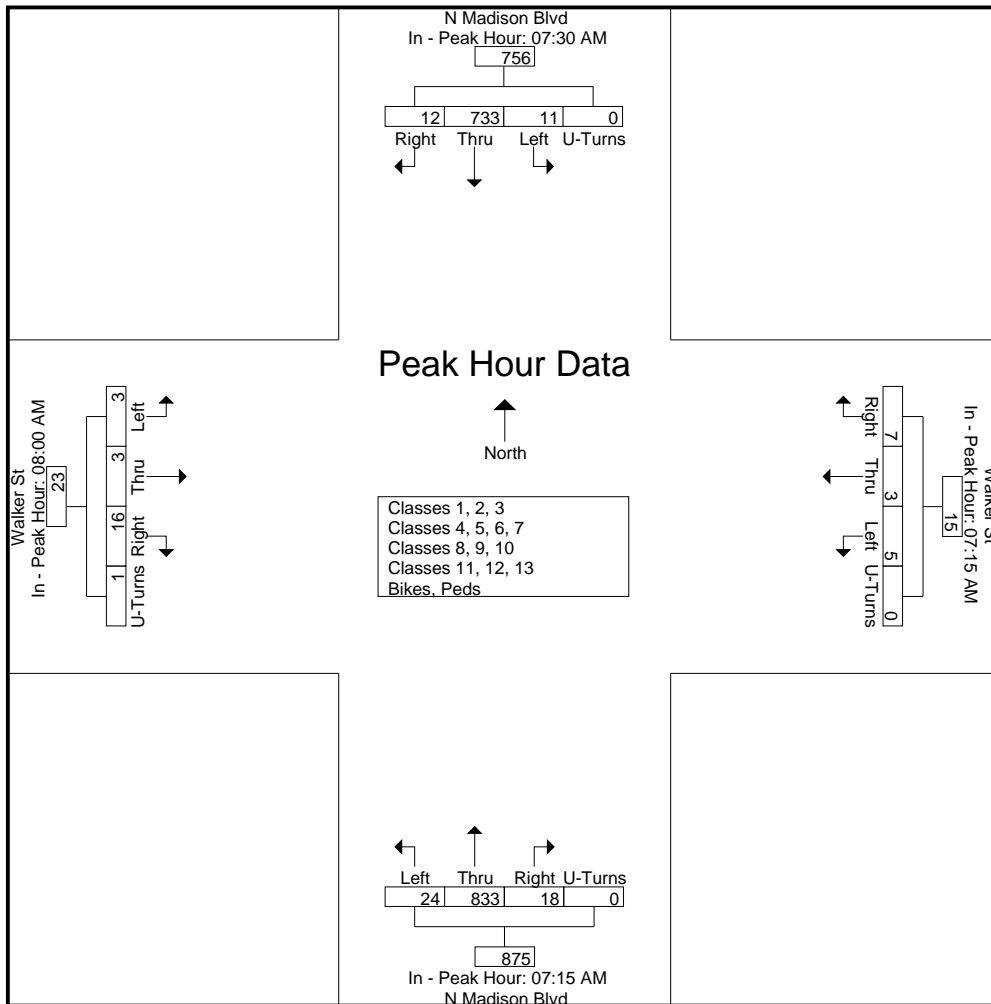 N Madison Blvd
In - Peak Hour: 07:30 AM
756
12 733 11 0
Right Thru Left U-Turns
Peak Hour Data
North
Classes 1, 2, 3
Classes 4, 5, 6, 7
Classes 8, 9, 10
Classes 11, 12, 13
Bikes, Peds
Walker St
In - Peak Hour: 08:00 AM
23
3 3 16 1
Left Thru Right U-Turns
Walker St
In - Peak Hour: 07:15 AM
15
7 3 5 0
Right Thru Left U-Turns
Left Thru Right U-Turns
24 833 18 0
875
In - Peak Hour: 07:15 AM
N Madison Blvd